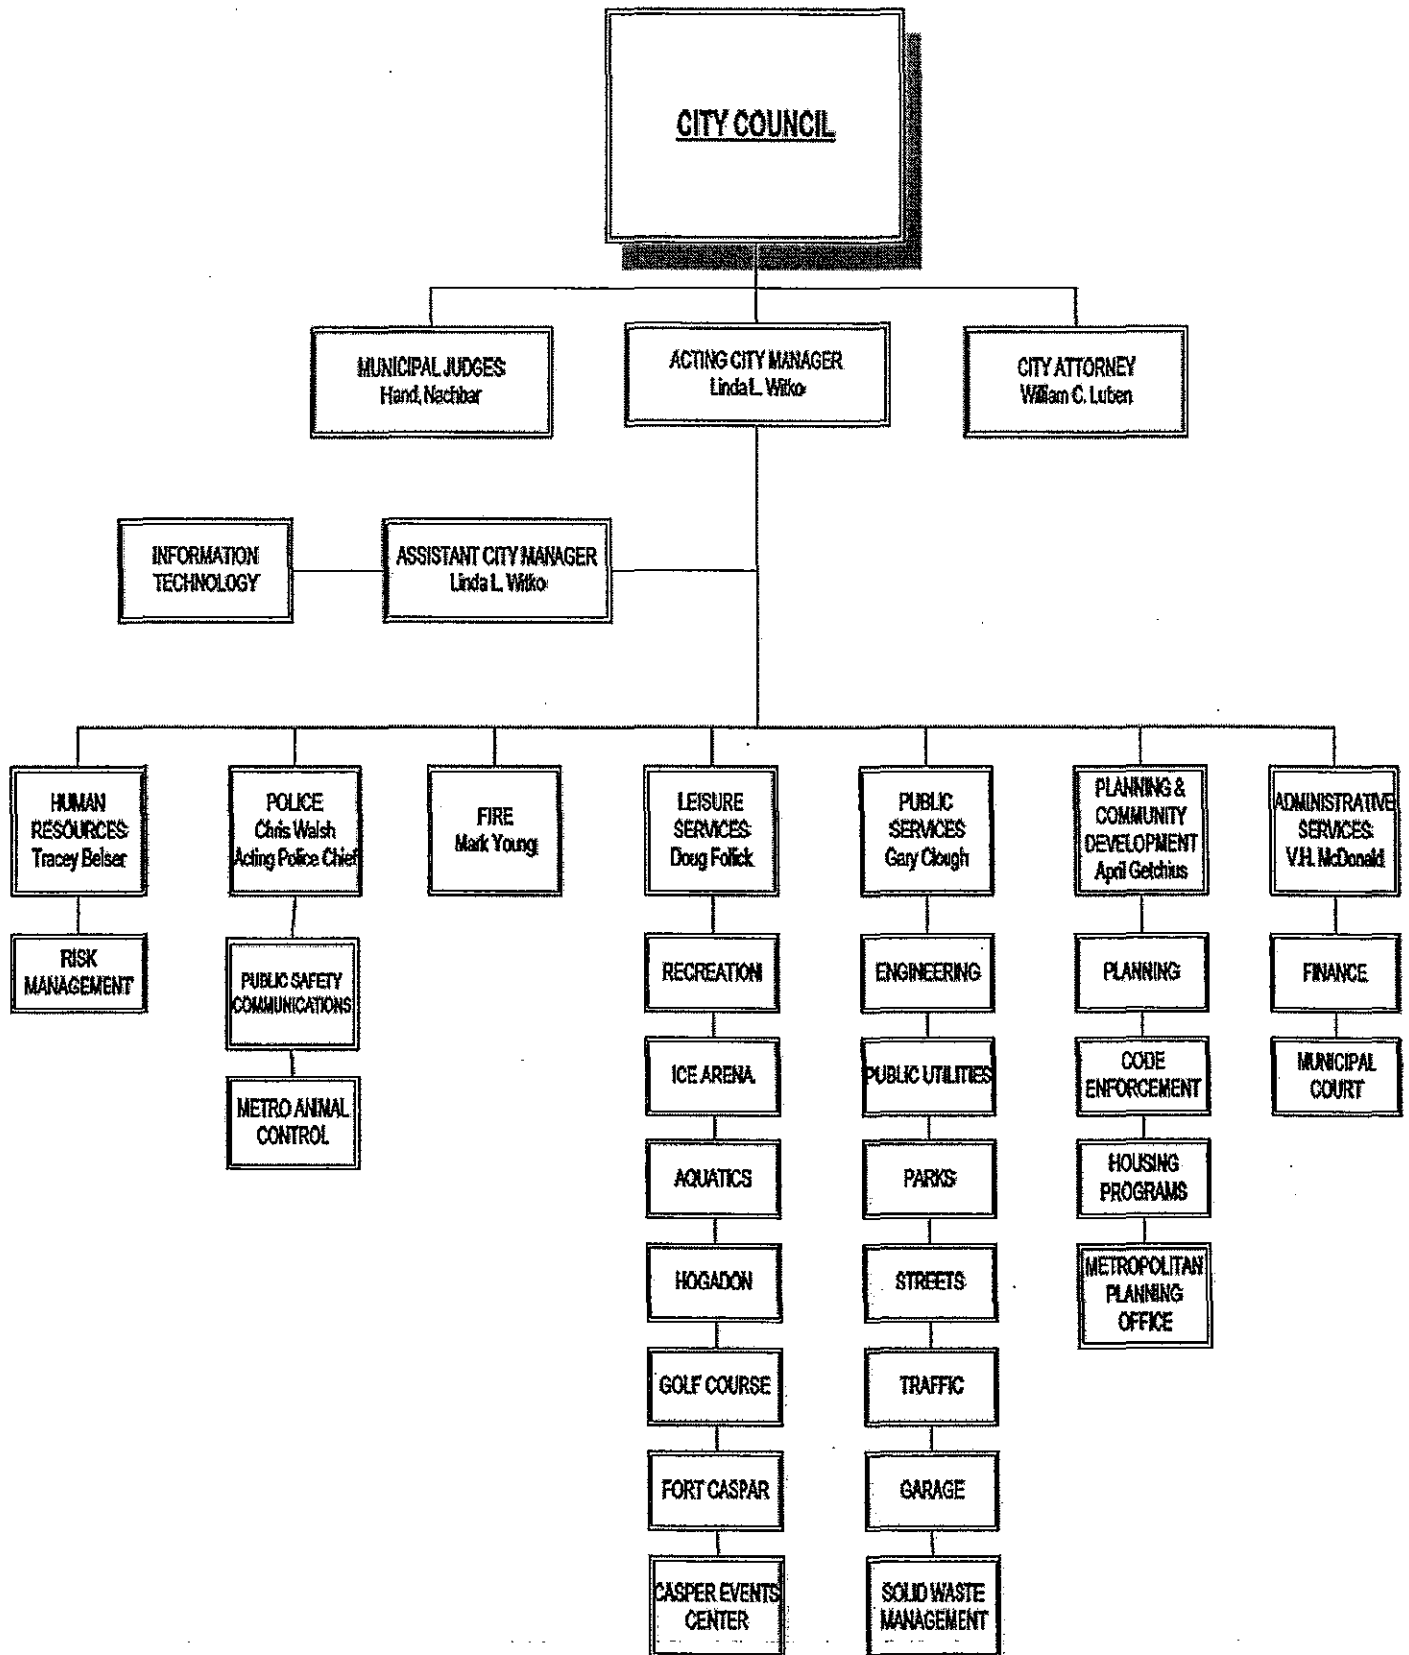 CITY COUNCIL
MUNICIPAL JUDGES
Hand, Nachbar
ACTING CITY MANAGER
Linda L. Witko
CITY ATTORNEY
William C. Luben
INFORMATION
TECHNOLOGY
ASSISTANT CITY MANAGER
Linda L. Witko
HUMAN
RESOURCES
Tracey Belser
POLICE
Chris Walsh
Acting Police Chief
FIRE
Mark Young
LEISURE
SERVICES
Doug Follick
PUBLIC
SERVICES
Gary Clough
PLANNING &
COMMUNITY
DEVELOPMENT
April Getchius
ADMINISTRATIVE
SERVICES
V.H. McDonald
RISK
MANAGEMENT
PUBLIC SAFETY
COMMUNICATIONS
METRO ANIMAL
CONTROL
RECREATION
ICE ARENA
AQUATICS
HOGADON
GOLF COURSE
FORT CASPAR
CASPER EVENTS
CENTER
ENGINEERING
PUBLIC UTILITIES
PARKS
STREETS
TRAFFIC
GARAGE
SOLID WASTE
MANAGEMENT
PLANNING
CODE
ENFORCEMENT
HOUSING
PROGRAMS
METROPOLITAN
PLANNING
OFFICE
FINANCE
MUNICIPAL
COURT